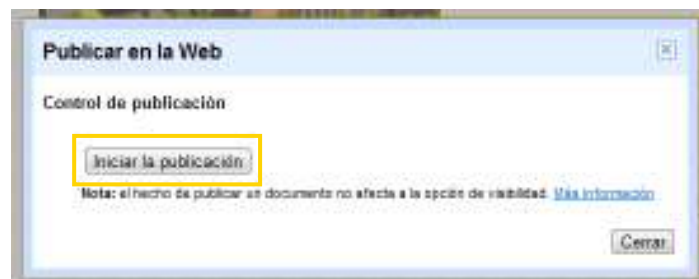 Publicar en la Web
Control de publicación
Iniciar la publicación
Nota: el hecho de publicar un documento no afecta a la opción de visibilidad. Más información
Cerrar